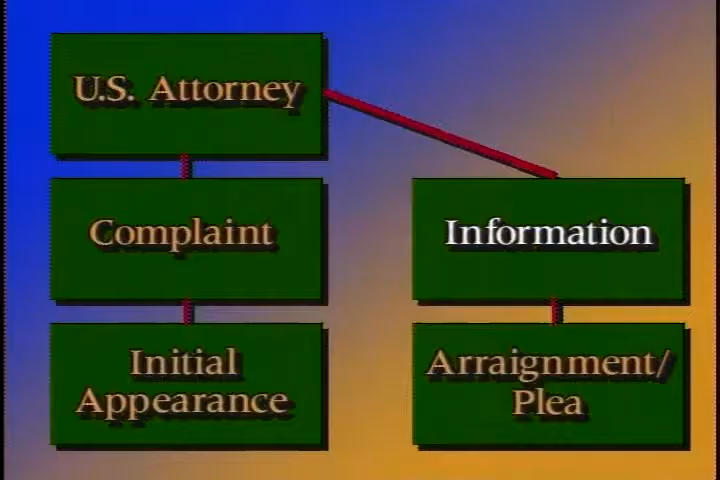 U.S. Attorney
Complaint
Information
Initial
Appearance
Arraignment/
Plea